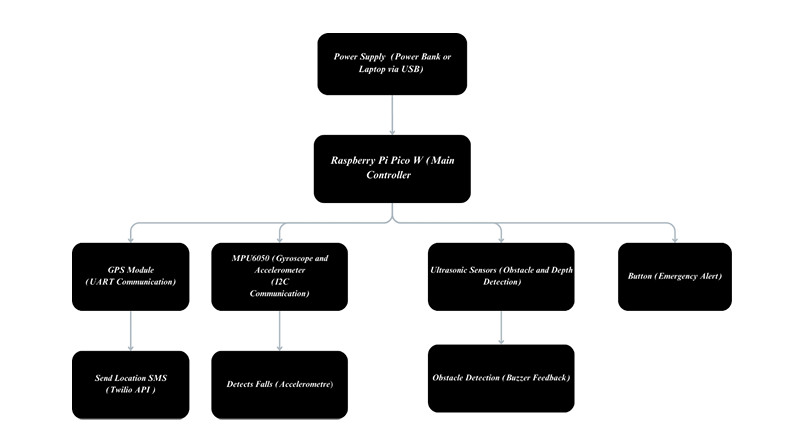 Power Supply (Power Bank or
Laptop via USB)
Raspberry Pi Pico W (Main
Controller
GPS Module
(UART Communication)
MPU6050 (Gyroscope and
Accelerometer
(I2C
Communication)
Ultrasonic Sensors (Obstacle and Depth
Detection)
Button (Emergency Alert)
Send Location SMS
(Twilio API )
Detects Falls (Accelerometre)
Obstacle Detection (Buzzer Feedback)